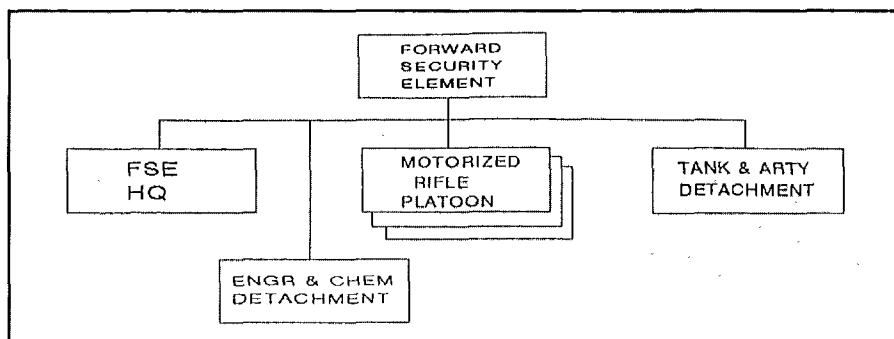 FORWARD
SECURITY
ELEMENT
FSE
HQ
MOTORIZED
RIFLE
PLATOON
TANK & ARTY
DETACHMENT
ENGR & CHEM
DETACHMENT